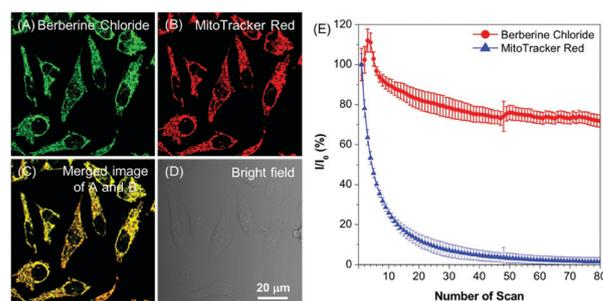 (A) Berberine Chloride
(B) MitoTracker Red
(C) Merged image
of A and B
(D) Bright field
20 μm
(E)
Berberine Chloride
MitoTracker Red
I/I0 (%)
120
100
80
60
40
20
0
10 20 30 40 50 60 70 80
Number of Scan